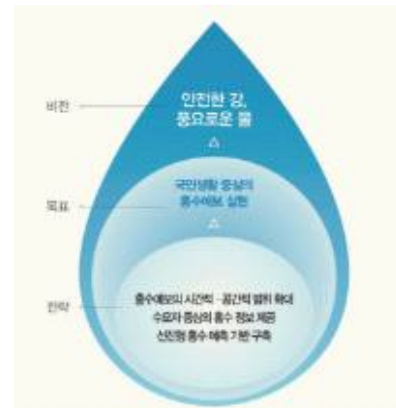 비전
안전한 강,
풍요로운 물
목표
국민생활 중심의
홍수예보 실현
전략
홍수예보의 시간적·공간적 범위 확대
수요자 중심의 홍수 정보 제공
선진형 홍수 예측 기반 구축